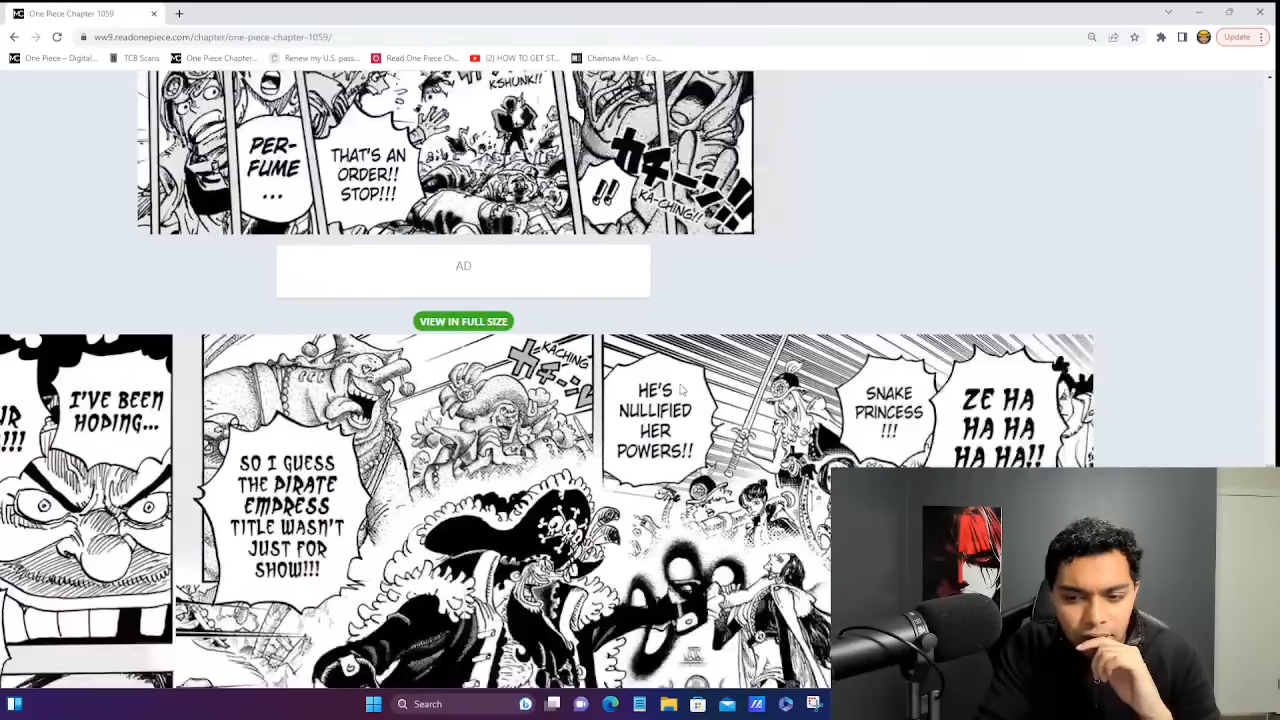 One Piece Chapter 1059
ww9.readonepiece.com/chapter/one-piece-chapter-1059/
Update
One Piece – Digital...
TCB Scans
One Piece Chapter...
Renew my U.S. pass...
Read One Piece Ch...
(2) HOW TO GET ST...
Chainsaw Man - Co...
KSHUNK!!
PER-
FUME
...
THAT'S AN
ORDER!!
STOP!!!
!!
カチーン!!
KA-CHING!!
AD
VIEW IN FULL SIZE
I'VE BEEN
HOPING...
!!!
SO I GUESS
THE PIRATE
EMPRESS
TITLE WASN'T
JUST FOR
SHOW!!!
KACHING
HE'S
NULLIFIED
HER
POWERS!!
SNAKE
PRINCESS
!!!
ZE HA
HA HA
HA HA!!
Search